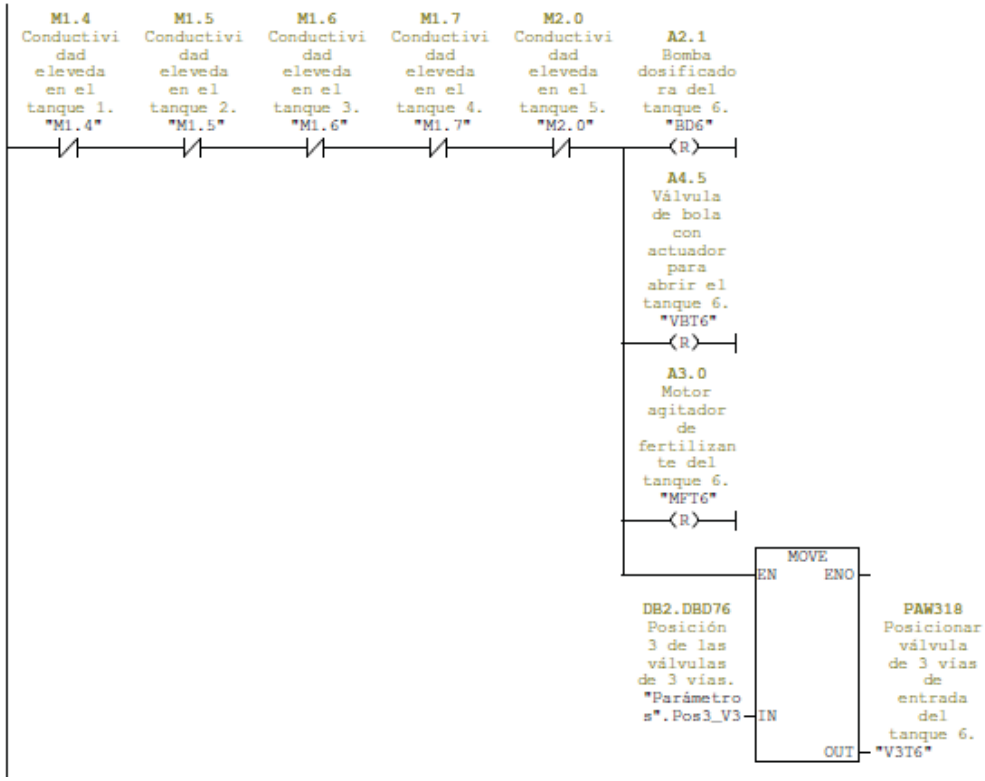 M1.4
Conductivi
dad
eleveda
en el
tanque 1.
"M1.4"
M1.5
Conductivi
dad
eleveda
en el
tanque 2.
"M1.5"
M1.6
Conductivi
dad
eleveda
en el
tanque 3.
"M1.6"
M1.7
Conductivi
dad
eleveda
en el
tanque 4.
"M1.7"
M2.0
Conductivi
dad
eleveda
en el
tanque 5.
"M2.0"
A2.1
Bomba
dosificado
ra del
tanque 6.
"BD6"
(R)
A4.5
Válvula
de bola
con
actuador
para
abrir el
tanque 6.
"VBT6"
(R)
A3.0
Motor
agitador
de
fertilizan
te del
tanque 6.
"MFT6"
(R)
MOVE
EN ENO
DB2.DBD76
Posición
3 de las
válvulas
de 3 vías.
"Parámetro
s".Pos3_V3
IN
PAW318
Posicionar
válvula
de 3 vías
de
entrada
del
tanque 6.
OUT "V3T6"